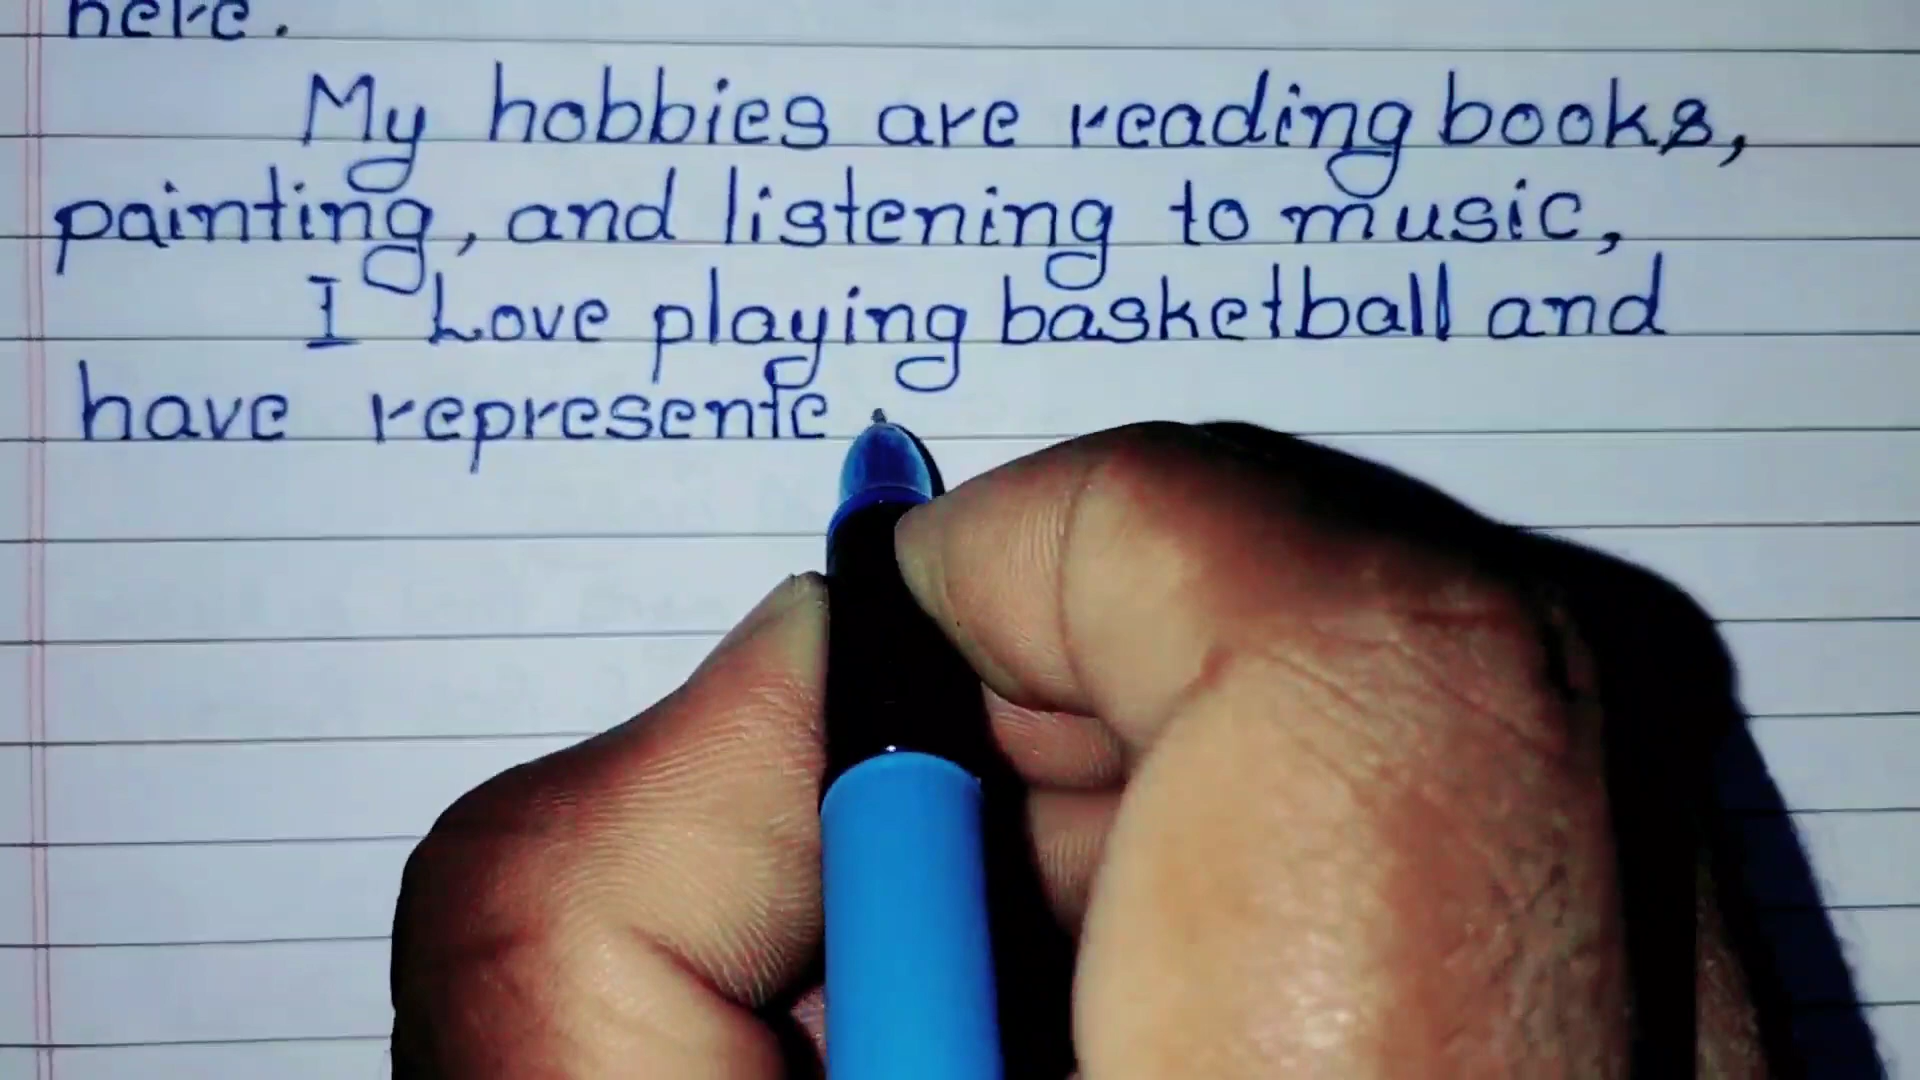 here.
My hobbies are reading books,
painting, and listening to music,
I Love playing basketball and
have represente